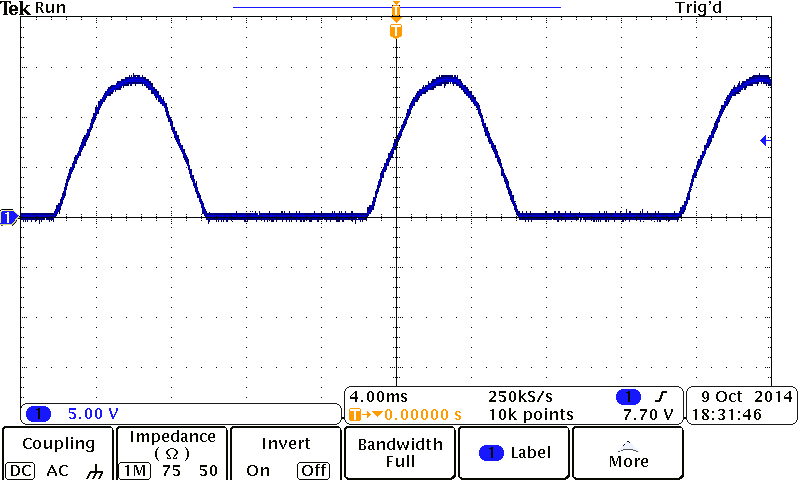 Tek Run Trig'd
T
T
1
4.00ms 250kS/s 1 9 Oct 2014
1 5.00 V T 0.00000 s 10k points 7.70 V 18:31:46
Coupling Impedance Invert Bandwidth 1 Label More
(Ω) Full
DC AC 1M 75 50 On Off